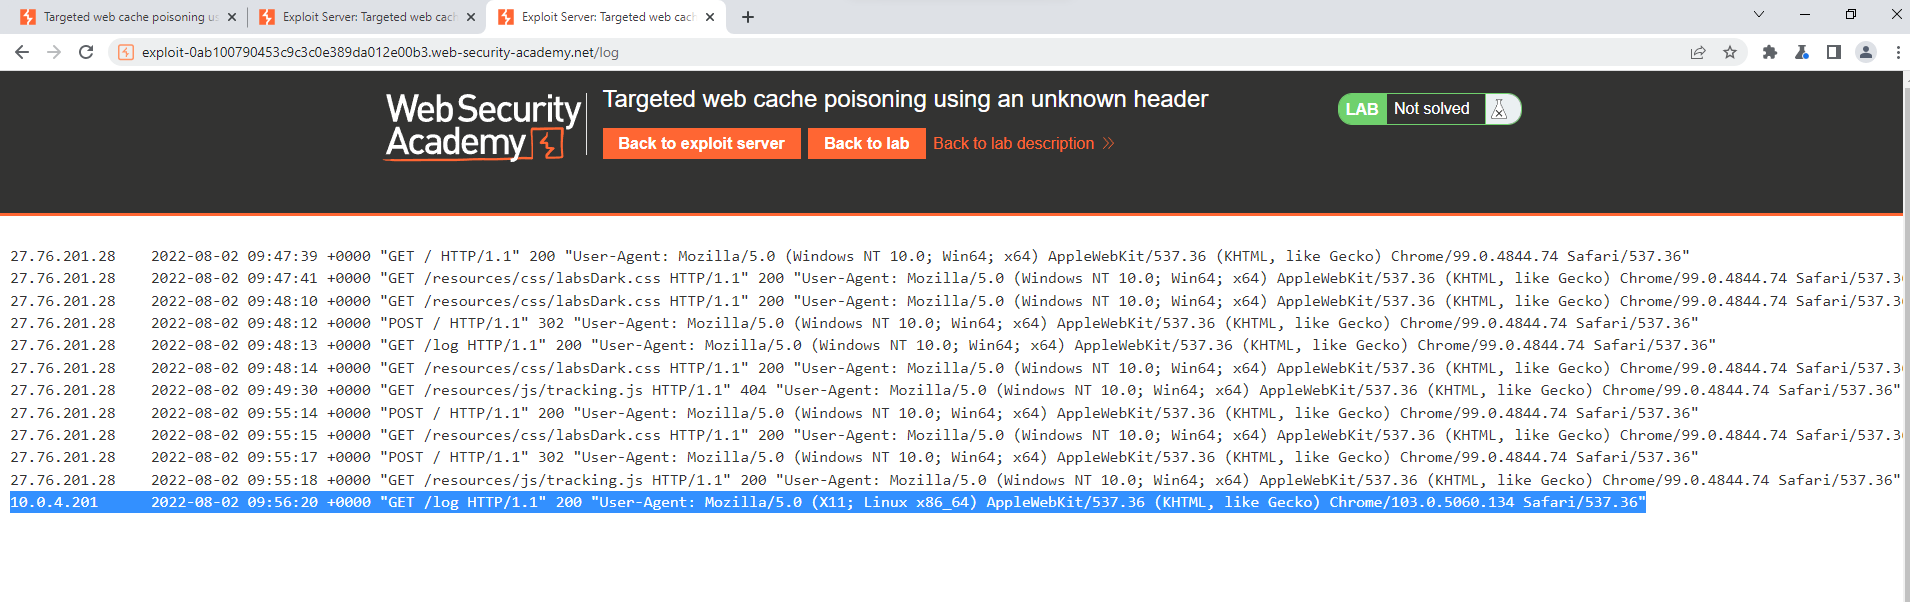 Targeted web cache poisoning us
Exploit Server: Targeted web cach
Exploit Server: Targeted web cac
exploit-0ab100790453c9c3c0e389da012e00b3.web-security-academy.net/log
Web Security
Academy
Targeted web cache poisoning using an unknown header
LAB Not solved
Back to exploit server Back to lab Back to lab description
27.76.201.28 2022-08-02 09:47:39 +0000 "GET / HTTP/1.1" 200 "User-Agent: Mozilla/5.0 (Windows NT 10.0; Win64; x64) AppleWebKit/537.36 (KHTML, like Gecko) Chrome/99.0.4844.74 Safari/537.36"
27.76.201.28 2022-08-02 09:47:41 +0000 "GET /resources/css/labsDark.css HTTP/1.1" 200 "User-Agent: Mozilla/5.0 (Windows NT 10.0; Win64; x64) AppleWebKit/537.36 (KHTML, like Gecko) Chrome/99.0.4844.74 Safari/537.3
27.76.201.28 2022-08-02 09:48:10 +0000 "GET /resources/css/labsDark.css HTTP/1.1" 200 "User-Agent: Mozilla/5.0 (Windows NT 10.0; Win64; x64) AppleWebKit/537.36 (KHTML, like Gecko) Chrome/99.0.4844.74 Safari/537.3
27.76.201.28 2022-08-02 09:48:12 +0000 "POST / HTTP/1.1" 302 "User-Agent: Mozilla/5.0 (Windows NT 10.0; Win64; x64) AppleWebKit/537.36 (KHTML, like Gecko) Chrome/99.0.4844.74 Safari/537.36"
27.76.201.28 2022-08-02 09:48:13 +0000 "GET /log HTTP/1.1" 200 "User-Agent: Mozilla/5.0 (Windows NT 10.0; Win64; x64) AppleWebKit/537.36 (KHTML, like Gecko) Chrome/99.0.4844.74 Safari/537.36"
27.76.201.28 2022-08-02 09:48:14 +0000 "GET /resources/css/labsDark.css HTTP/1.1" 200 "User-Agent: Mozilla/5.0 (Windows NT 10.0; Win64; x64) AppleWebKit/537.36 (KHTML, like Gecko) Chrome/99.0.4844.74 Safari/537.3
27.76.201.28 2022-08-02 09:49:30 +0000 "GET /resources/js/tracking.js HTTP/1.1" 404 "User-Agent: Mozilla/5.0 (Windows NT 10.0; Win64; x64) AppleWebKit/537.36 (KHTML, like Gecko) Chrome/99.0.4844.74 Safari/537.36"
27.76.201.28 2022-08-02 09:55:14 +0000 "POST / HTTP/1.1" 200 "User-Agent: Mozilla/5.0 (Windows NT 10.0; Win64; x64) AppleWebKit/537.36 (KHTML, like Gecko) Chrome/99.0.4844.74 Safari/537.36"
27.76.201.28 2022-08-02 09:55:15 +0000 "GET /resources/css/labsDark.css HTTP/1.1" 200 "User-Agent: Mozilla/5.0 (Windows NT 10.0; Win64; x64) AppleWebKit/537.36 (KHTML, like Gecko) Chrome/99.0.4844.74 Safari/537.3
27.76.201.28 2022-08-02 09:55:17 +0000 "POST / HTTP/1.1" 302 "User-Agent: Mozilla/5.0 (Windows NT 10.0; Win64; x64) AppleWebKit/537.36 (KHTML, like Gecko) Chrome/99.0.4844.74 Safari/537.36"
27.76.201.28 2022-08-02 09:55:18 +0000 "GET /resources/js/tracking.js HTTP/1.1" 200 "User-Agent: Mozilla/5.0 (Windows NT 10.0; Win64; x64) AppleWebKit/537.36 (KHTML, like Gecko) Chrome/99.0.4844.74 Safari/537.36"
10.0.4.201 2022-08-02 09:56:20 +0000 "GET /log HTTP/1.1" 200 "User-Agent: Mozilla/5.0 (X11; Linux x86_64) AppleWebKit/537.36 (KHTML, like Gecko) Chrome/103.0.5060.134 Safari/537.36"